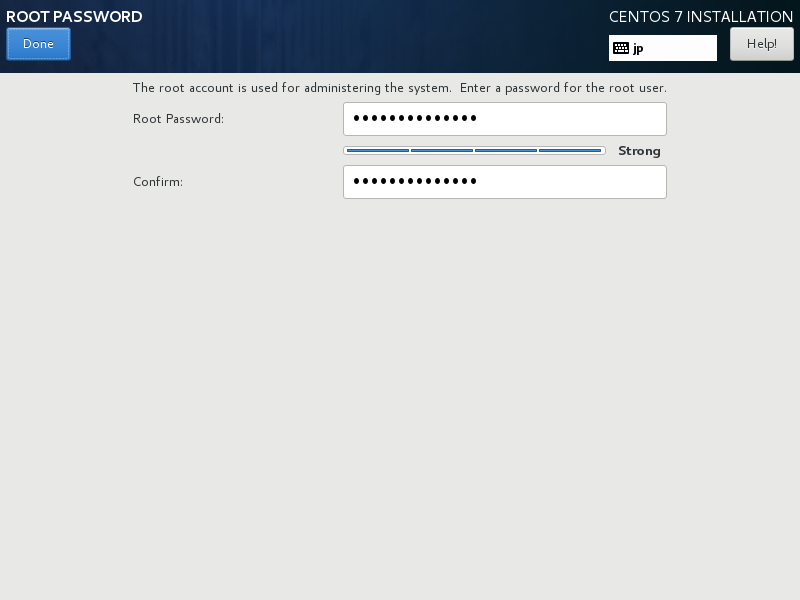 ROOT PASSWORD
CENTOS 7 INSTALLATION
Done
jp
Help!
The root account is used for administering the system.  Enter a password for the root user.
Root Password:
●●●●●●●●●●●●●●
Strong
Confirm:
●●●●●●●●●●●●●●